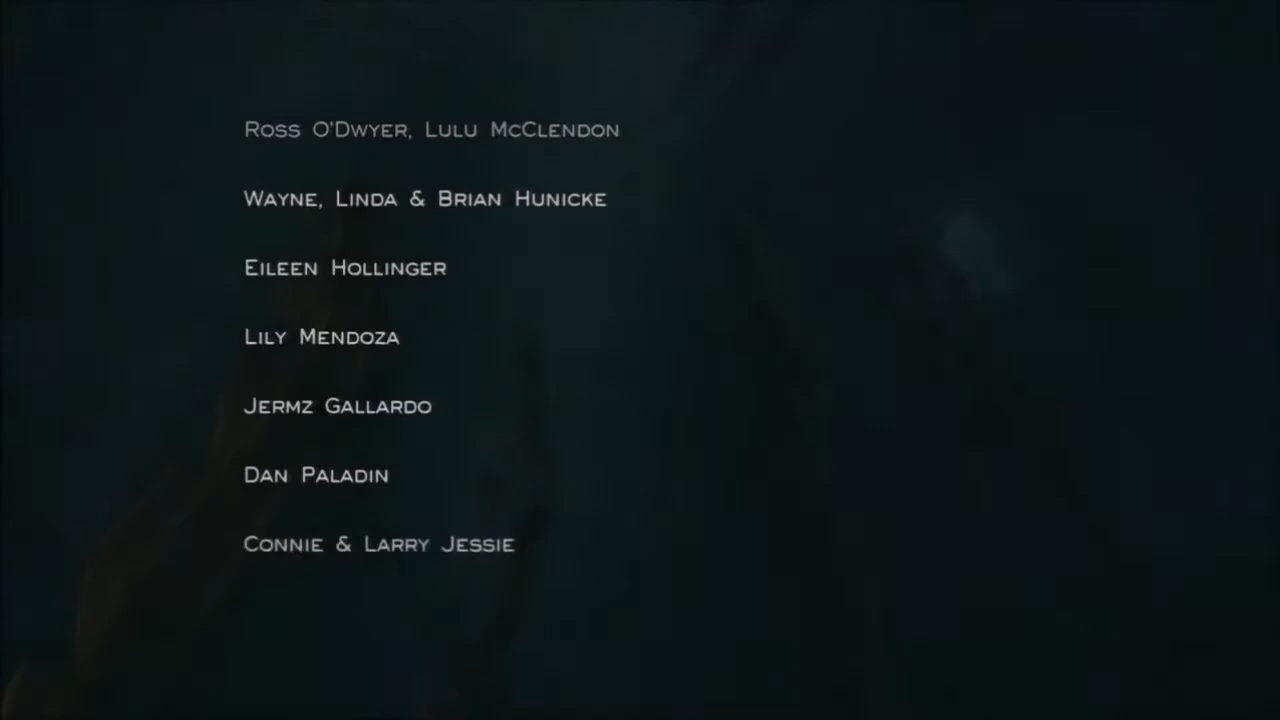 Ross O'Dwyer, Lulu McClendon
Wayne, Linda & Brian Hunicke
Eileen Hollinger
Lily Mendoza
Jermz Gallardo
Dan Paladin
Connie & Larry Jessie